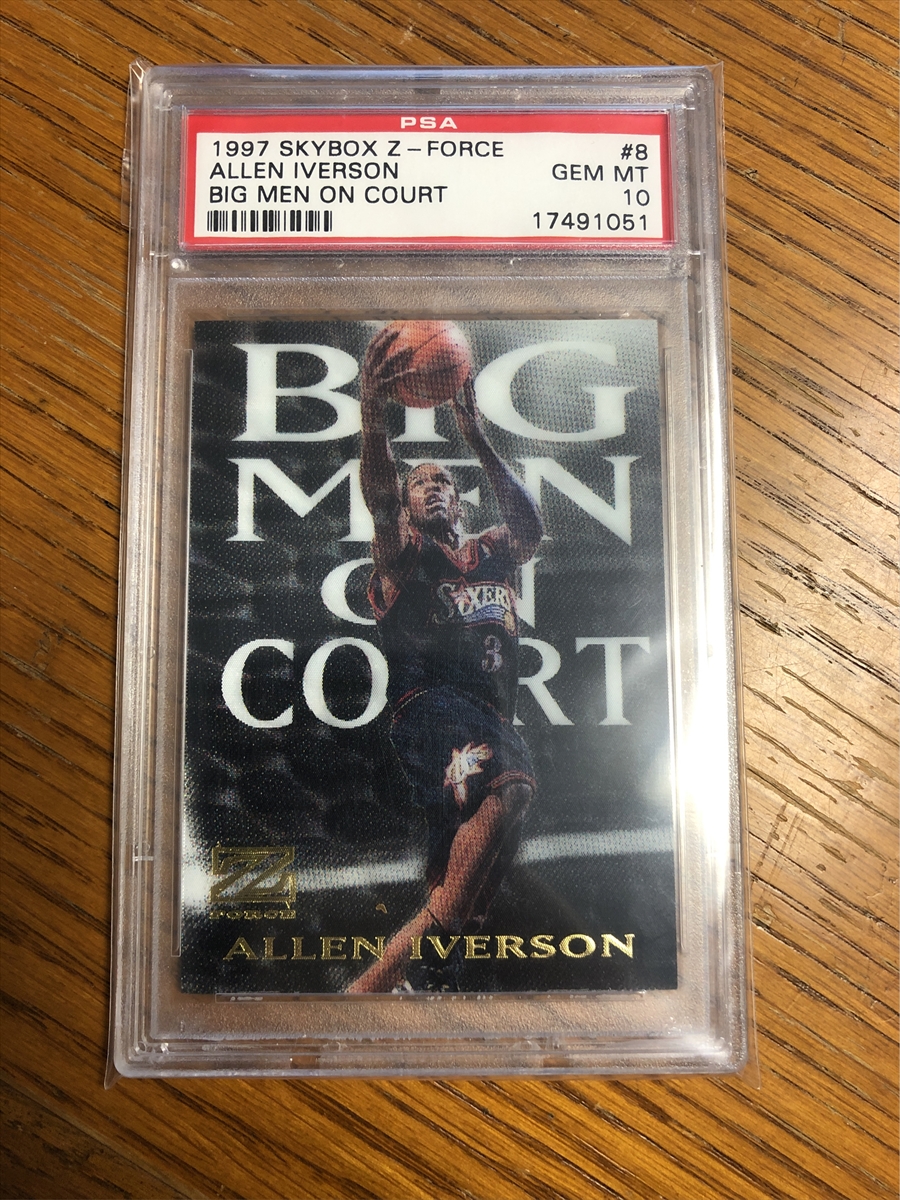 PSA
1997 SKYBOX Z-FORCE #8
ALLEN IVERSON GEM MT
BIG MEN ON COURT 10
17491051
BIG
MEN
ON
COURT
SIXERS
3
Z
FORCE
ALLEN IVERSON